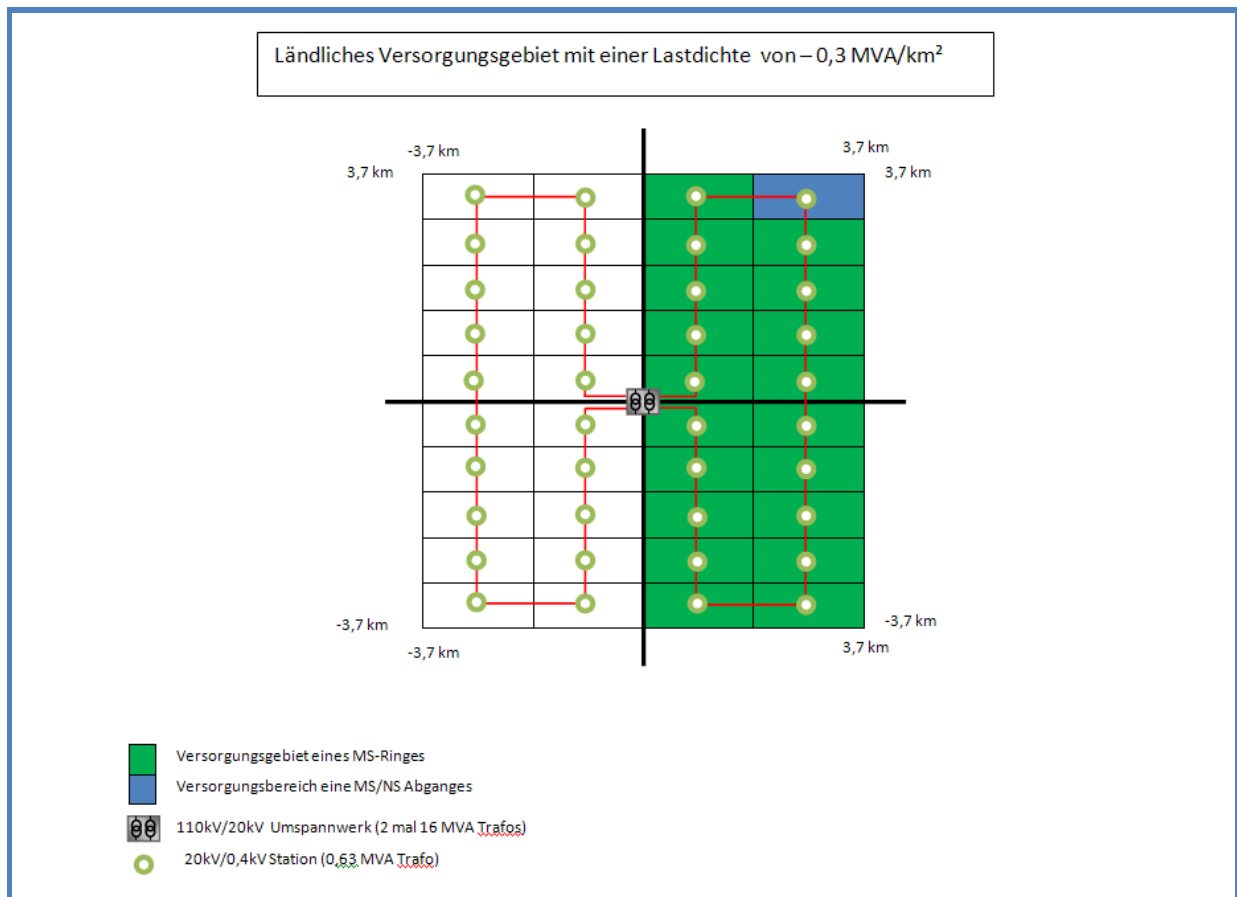 Ländliches Versorgungsgebiet mit einer Lastdichte von – 0,3 MVA/km²
-3,7 km
3,7 km
3,7 km
3,7 km
-3,7 km
-3,7 km
-3,7 km
3,7 km
Versorgungsgebiet eines MS-Ringes
Versorgungsbereich eine MS/NS Abganges
110kV/20kV Umspannwerk (2 mal 16 MVA Trafos)
20kV/0,4kV Station (0,63 MVA Trafo)